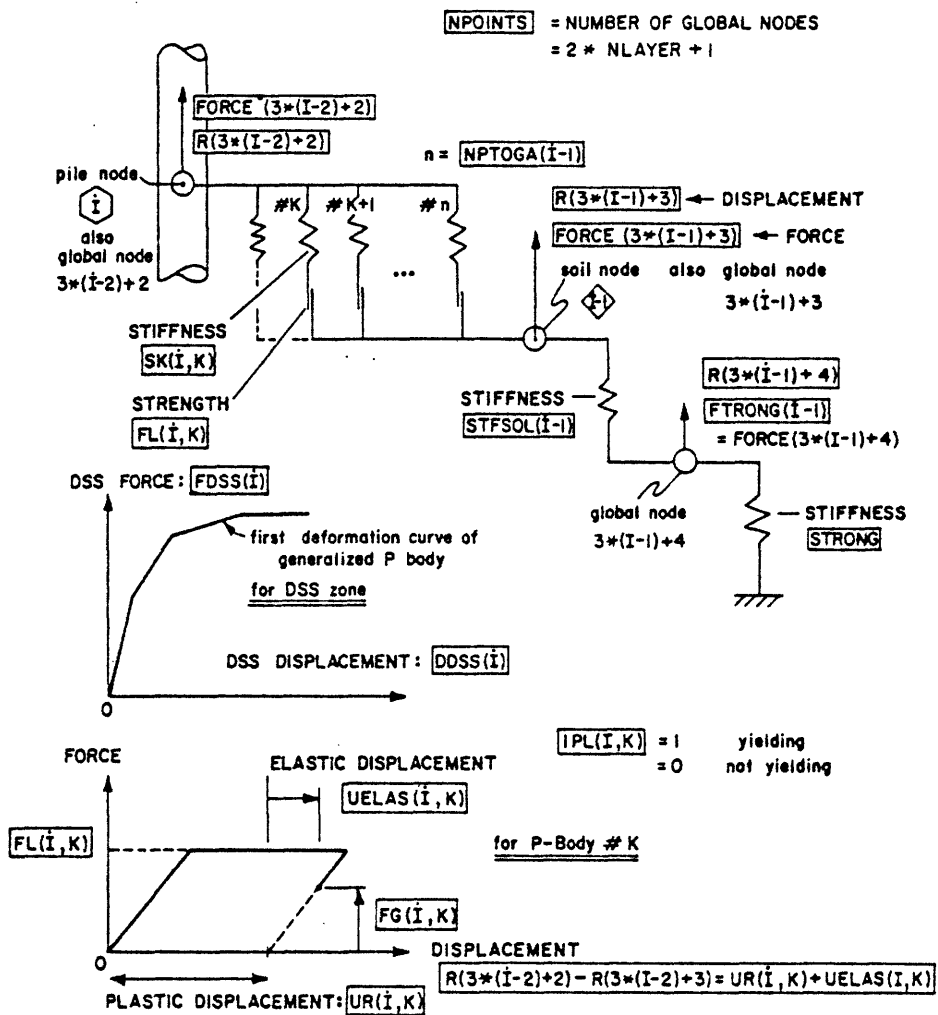 NPOINTS = NUMBER OF GLOBAL NODES
= 2 * NLAYER + 1
FORCE (3*(I-2)+2)
R(3*(I-2)+2)
n = NPTOGA(İ-1)
pile node
İ
also
global node
3*(İ-2)+2
#K
#K+1
#n
...
R(3*(I-1)+3) ← DISPLACEMENT
FORCE (3*(I-1)+3) ← FORCE
soil node also global node
İ-1
3*(İ-1)+3
STIFFNESS
SK(İ,K)
STRENGTH
FL(İ,K)
STIFFNESS
STFSOL(İ-1)
R(3*(İ-1)+4)
FTRONG(İ-1)
= FORCE(3*(I-1)+4)
global node
3*(I-1)+4
STIFFNESS
STRONG
DSS FORCE: FDSS(İ)
first deformation curve of
generalized P body
for DSS zone
DSS DISPLACEMENT: DDSS(İ)
O
IPL(I,K) = 1 yielding
= 0 not yielding
FORCE
ELASTIC DISPLACEMENT
UELAS(İ,K)
FL(İ,K)
for P-Body # K
FG(İ,K)
O
DISPLACEMENT
R(3*(İ-2)+2)-R(3*(I-2)+3)=UR(İ,K)+UELAS(I,K)
PLASTIC DISPLACEMENT: UR(İ,K)